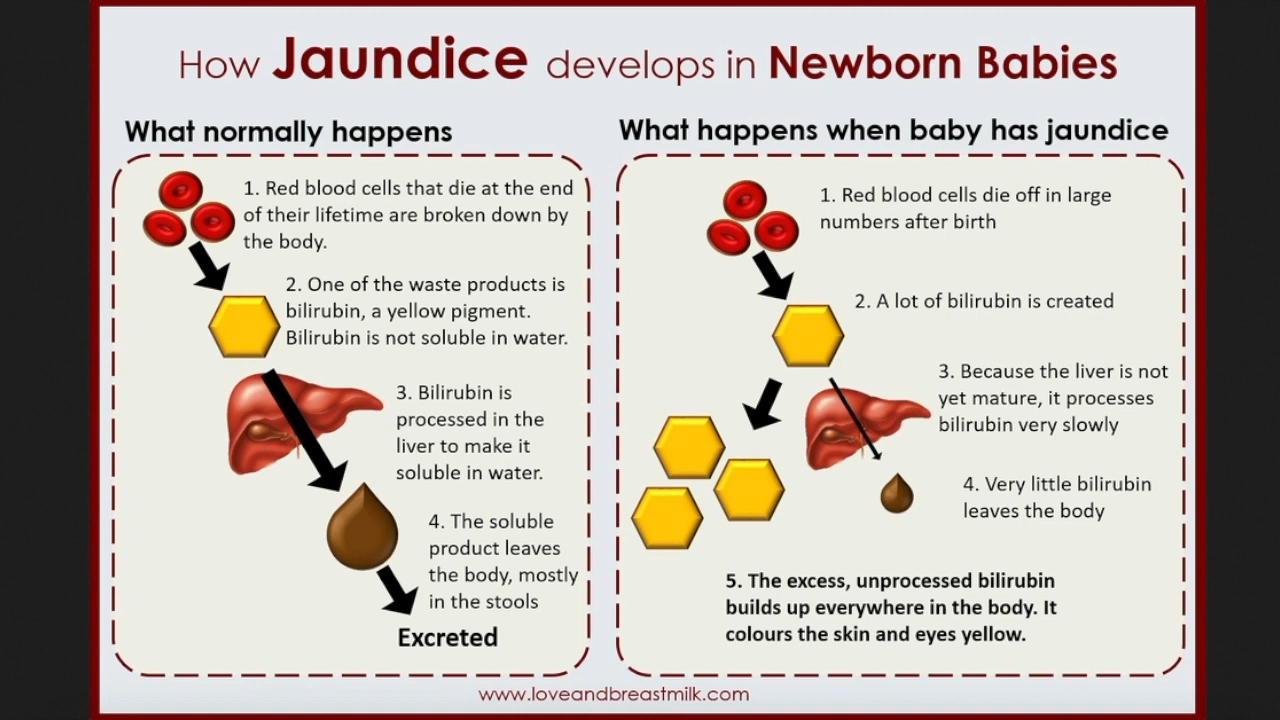 How Jaundice develops in Newborn Babies
What normally happens
1. Red blood cells that die at the end
of their lifetime are broken down by
the body.
2. One of the waste products is
bilirubin, a yellow pigment.
Bilirubin is not soluble in water.
3. Bilirubin is
processed in the
liver to make it
soluble in water.
4. The soluble
product leaves
the body, mostly
in the stools
Excreted
What happens when baby has jaundice
1. Red blood cells die off in large
numbers after birth
2. A lot of bilirubin is created
3. Because the liver is not
yet mature, it processes
bilirubin very slowly
4. Very little bilirubin
leaves the body
5. The excess, unprocessed bilirubin
builds up everywhere in the body. It
colours the skin and eyes yellow.
www.loveandbreastmilk.com